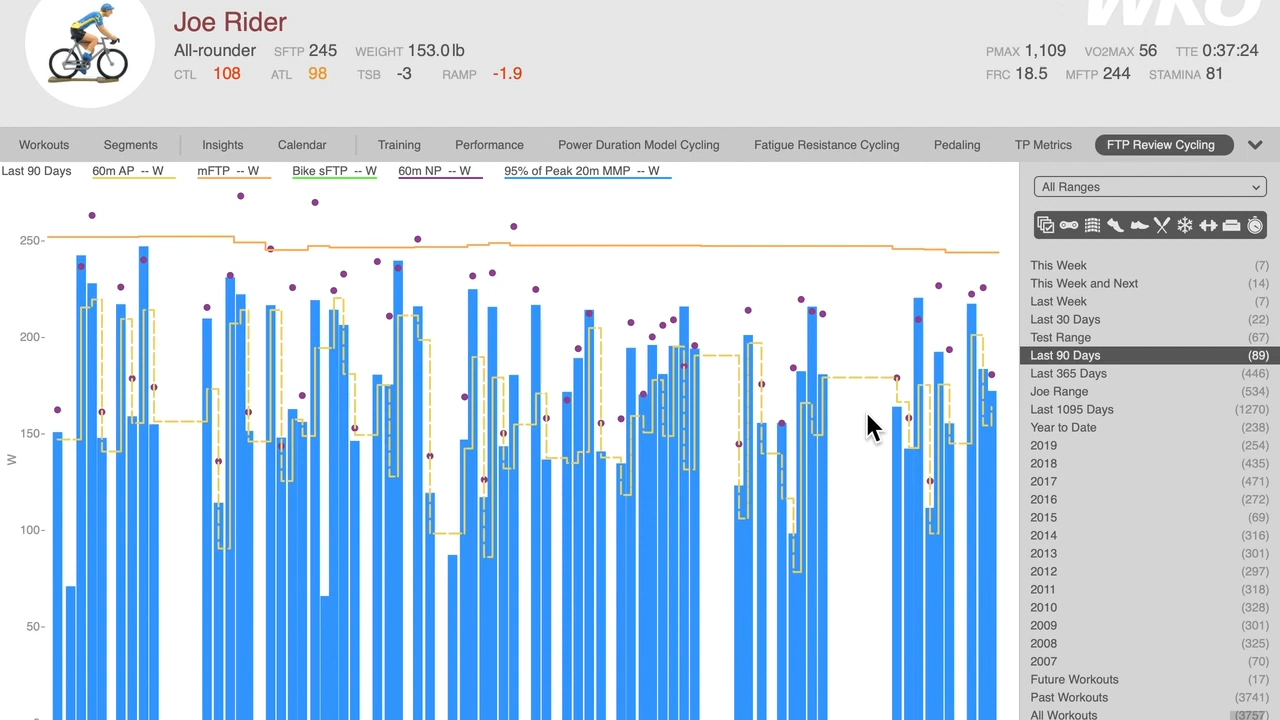 WKO
Joe Rider
All-rounder SFTP 245 WEIGHT 153.0 lb
PMAX 1,109 VO2MAX 56 TTE 0:37:24
CTL 108 ATL 98 TSB -3 RAMP -1.9
FRC 18.5 MFTP 244 STAMINA 81
Workouts Segments Insights Calendar Training Performance Power Duration Model Cycling Fatigue Resistance Cycling Pedaling TP Metrics FTP Review Cycling
Last 90 Days 60m AP -- W mFTP -- W Bike sFTP -- W 60m NP -- W 95% of Peak 20m MMP -- W
250-
200-
150-
W
100-
50-
All Ranges
This Week (7)
This Week and Next (14)
Last Week (7)
Last 30 Days (22)
Test Range (67)
Last 90 Days (89)
Last 365 Days (446)
Joe Range (534)
Last 1095 Days (1270)
Year to Date (238)
2019 (254)
2018 (435)
2017 (471)
2016 (272)
2015 (69)
2014 (316)
2013 (301)
2012 (297)
2011 (318)
2010 (328)
2009 (301)
2008 (325)
2007 (70)
Future Workouts (17)
Past Workouts (3741)
All Workouts (3757)